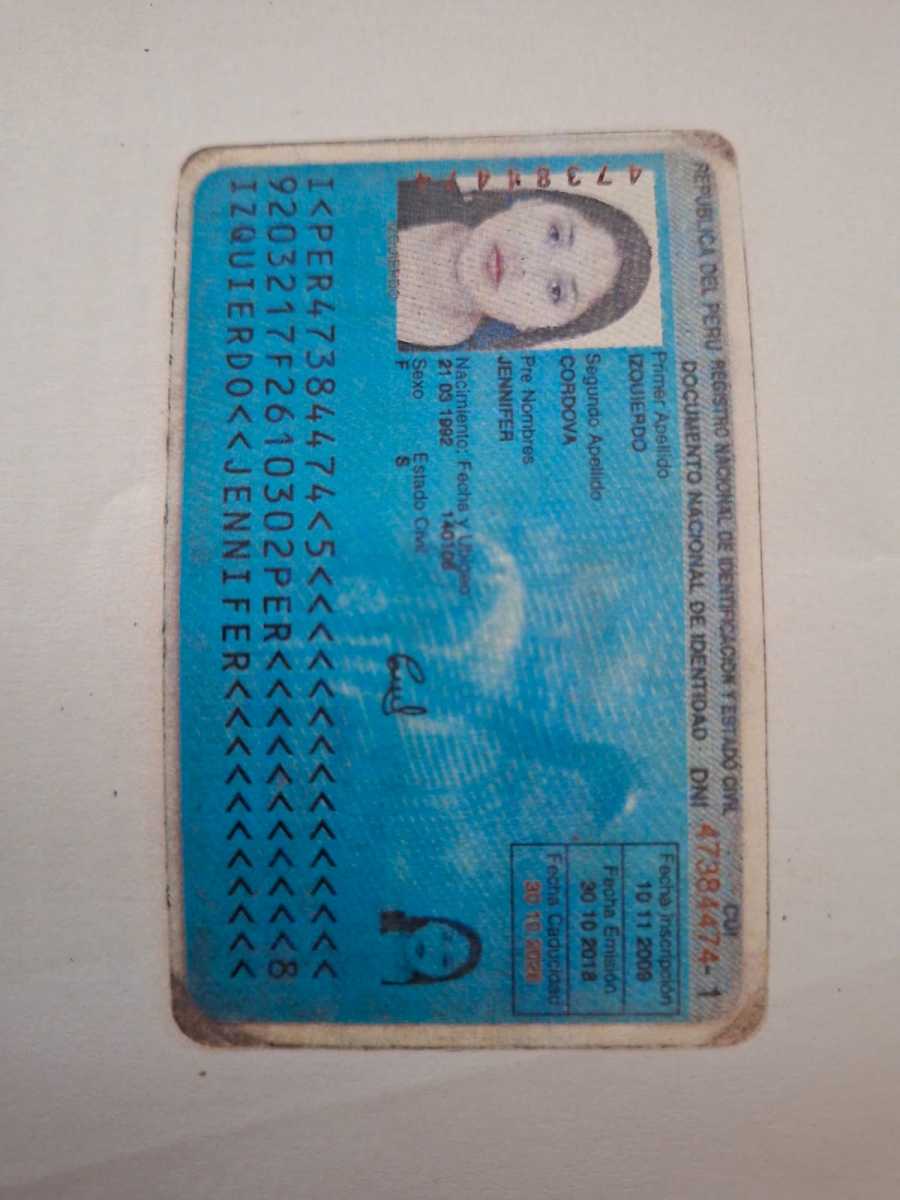 REPUBLICA DEL PERU REGISTRO NACIONAL DE IDENTIFICACIÓN Y ESTADO CIVIL
CUI
DOCUMENTO NACIONAL DE IDENTIDAD DNI 47384474 - 1
Primer Apellido
IZQUIERDO
Segundo Apellido
CORDOVA
Pre Nombres
JENNIFER
Nacimiento: Fecha y Ubigeo
21 03 1992 140108
Sexo Estado Civil
F S
Fecha Inscripción
10 11 2009
Fecha Emisión
30 10 2018
Fecha Caducidad
30 10 2026
47384474
I<PER47384474<5<<<<<<<<<<<<<<<
9203217F2610302PER<<<<<<<<<<<8
IZQUIERDO<<JENNIFER<<<<<<<<<<<